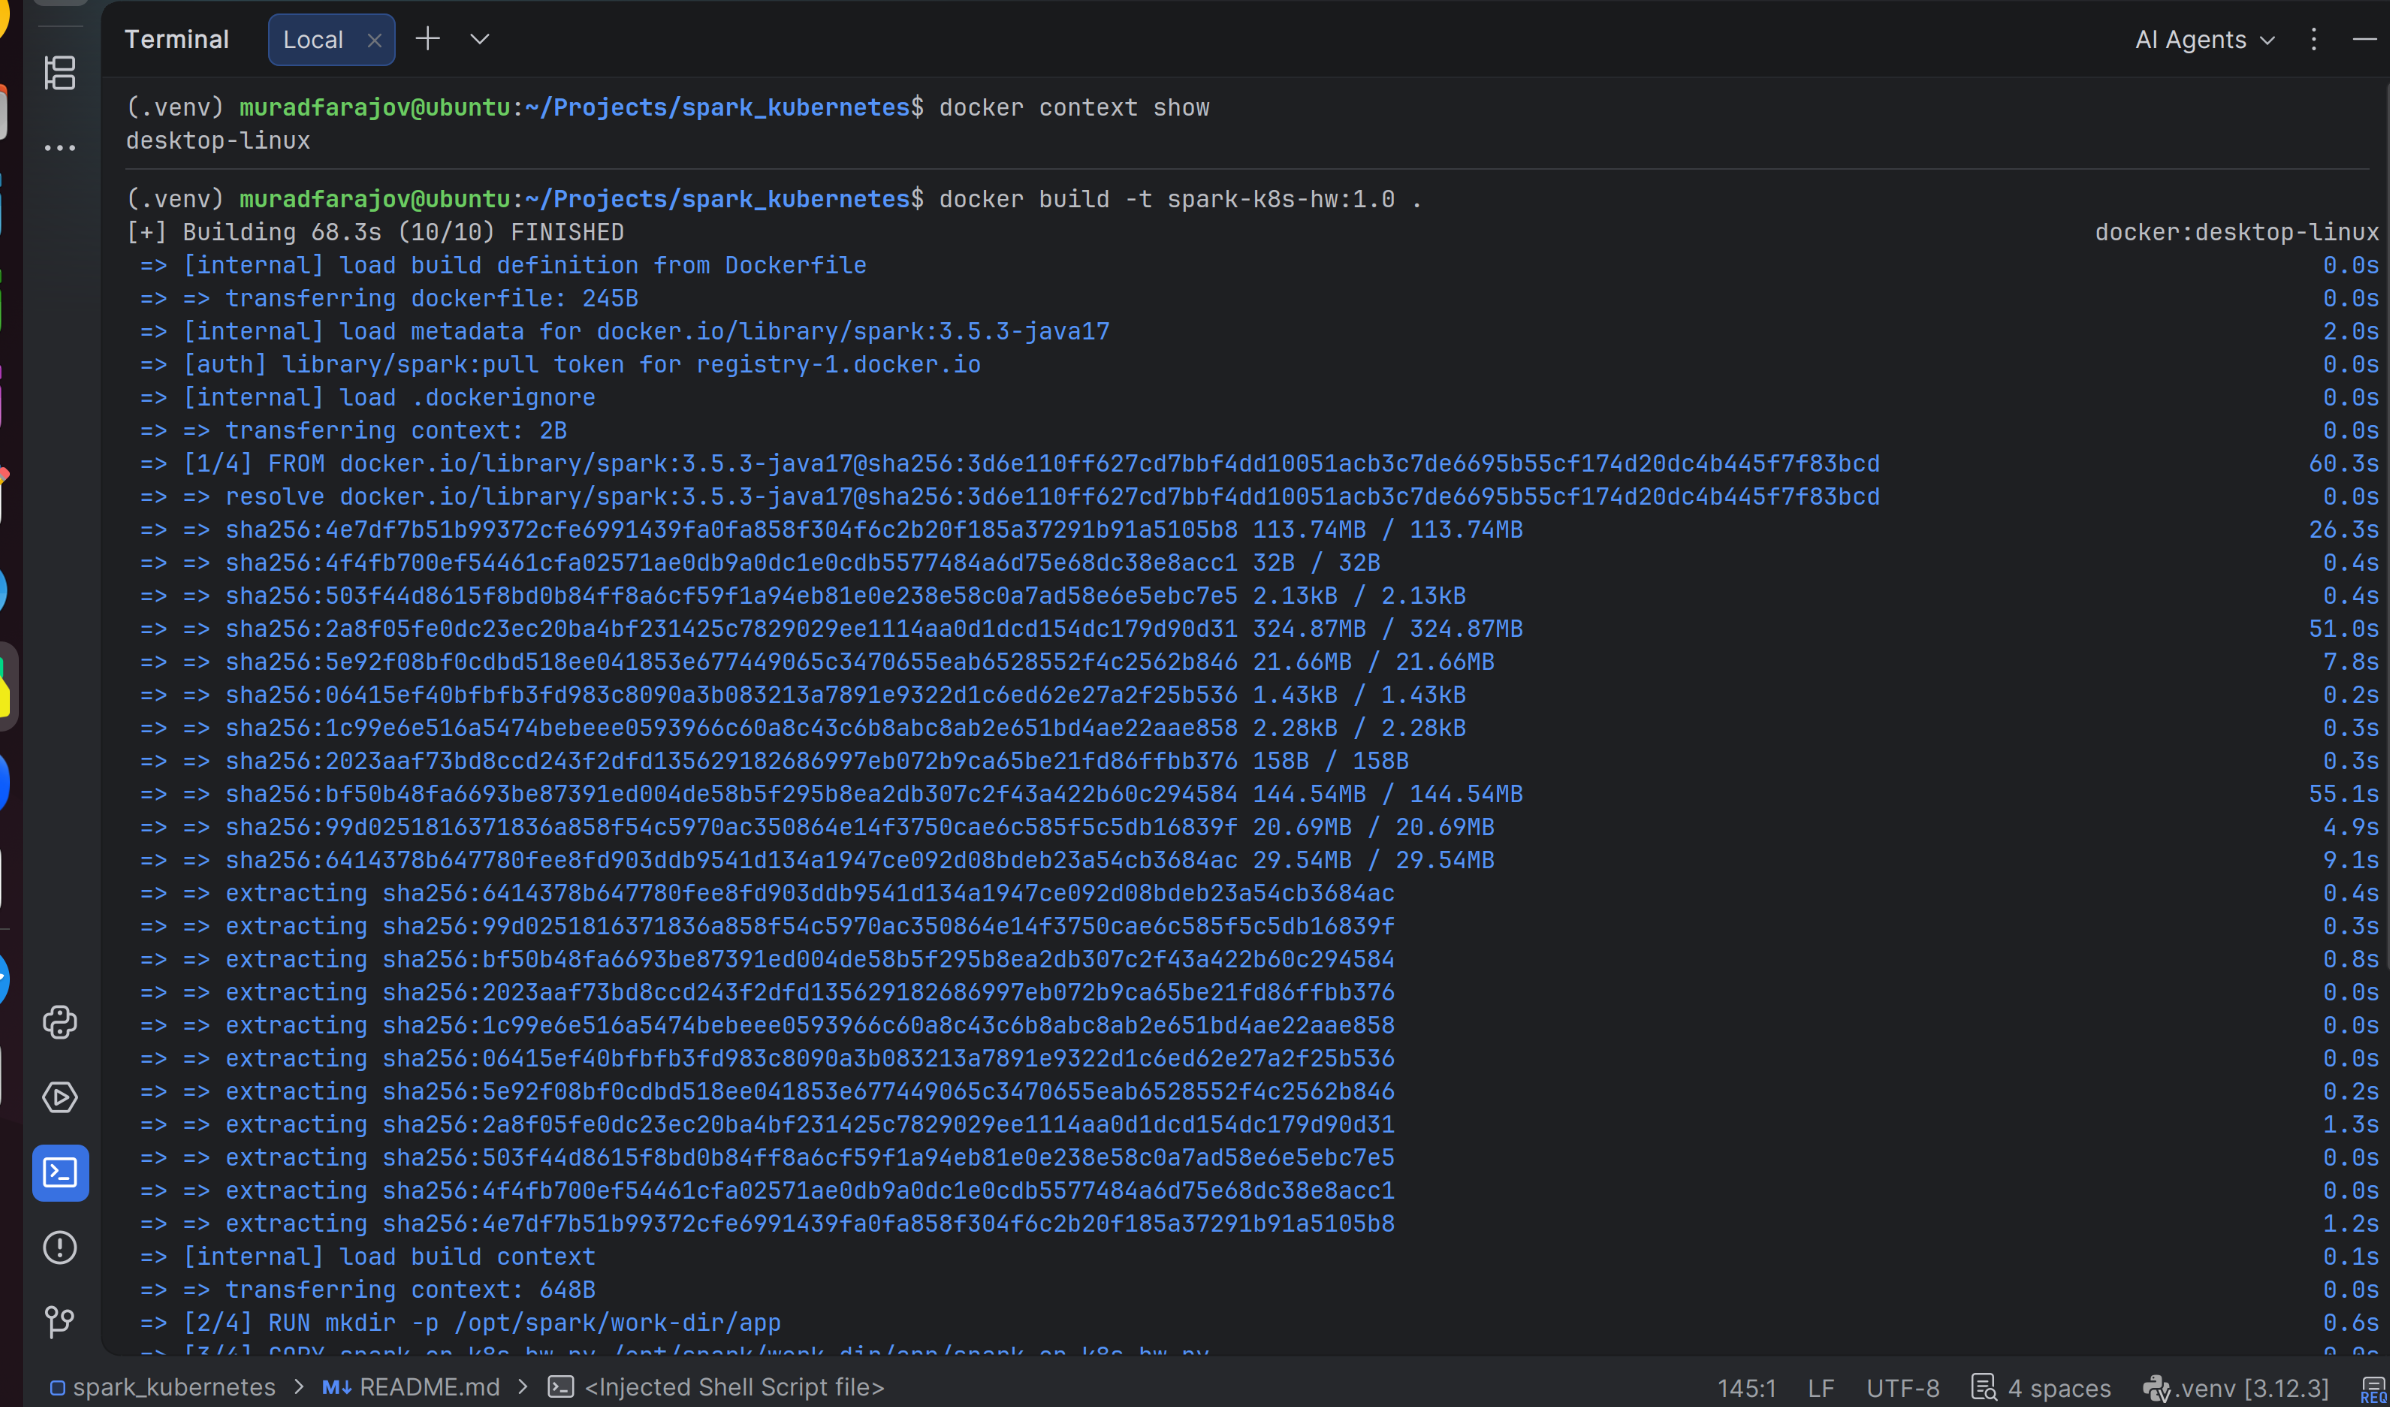 Terminal Local AI Agents
(.venv) muradfarajov@ubuntu:~/Projects/spark_kubernetes$ docker context show
desktop-linux
(.venv) muradfarajov@ubuntu:~/Projects/spark_kubernetes$ docker build -t spark-k8s-hw:1.0 .
[+] Building 68.3s (10/10) FINISHED docker:desktop-linux
=> [internal] load build definition from Dockerfile 0.0s
=> => transferring dockerfile: 245B 0.0s
=> [internal] load metadata for docker.io/library/spark:3.5.3-java17 2.0s
=> [auth] library/spark:pull token for registry-1.docker.io 0.0s
=> [internal] load .dockerignore 0.0s
=> => transferring context: 2B 0.0s
=> [1/4] FROM docker.io/library/spark:3.5.3-java17@sha256:3d6e110ff627cd7bbf4dd10051acb3c7de6695b55cf174d20dc4b445f7f83bcd 60.3s
=> => resolve docker.io/library/spark:3.5.3-java17@sha256:3d6e110ff627cd7bbf4dd10051acb3c7de6695b55cf174d20dc4b445f7f83bcd 0.0s
=> => sha256:4e7df7b51b99372cfe6991439fa0fa858f304f6c2b20f185a37291b91a5105b8 113.74MB / 113.74MB 26.3s
=> => sha256:4f4fb700ef54461cfa02571ae0db9a0dc1e0cdb5577484a6d75e68dc38e8acc1 32B / 32B 0.4s
=> => sha256:503f44d8615f8bd0b84ff8a6cf59f1a94eb81e0e238e58c0a7ad58e6e5ebc7e5 2.13kB / 2.13kB 0.4s
=> => sha256:2a8f05fe0dc23ec20ba4bf231425c7829029ee1114aa0d1dcd154dc179d90d31 324.87MB / 324.87MB 51.0s
=> => sha256:5e92f08bf0cdbd518ee041853e677449065c3470655eab6528552f4c2562b846 21.66MB / 21.66MB 7.8s
=> => sha256:06415ef40bfbfb3fd983c8090a3b083213a7891e9322d1c6ed62e27a2f25b536 1.43kB / 1.43kB 0.2s
=> => sha256:1c99e6e516a5474bebeee0593966c60a8c43c6b8abc8ab2e651bd4ae22aae858 2.28kB / 2.28kB 0.3s
=> => sha256:2023aaf73bd8ccd243f2dfd135629182686997eb072b9ca65be21fd86ffbb376 158B / 158B 0.3s
=> => sha256:bf50b48fa6693be87391ed004de58b5f295b8ea2db307c2f43a422b60c294584 144.54MB / 144.54MB 55.1s
=> => sha256:99d0251816371836a858f54c5970ac350864e14f3750cae6c585f5c5db16839f 20.69MB / 20.69MB 4.9s
=> => sha256:6414378b647780fee8fd903ddb9541d134a1947ce092d08bdeb23a54cb3684ac 29.54MB / 29.54MB 9.1s
=> => extracting sha256:6414378b647780fee8fd903ddb9541d134a1947ce092d08bdeb23a54cb3684ac 0.4s
=> => extracting sha256:99d0251816371836a858f54c5970ac350864e14f3750cae6c585f5c5db16839f 0.3s
=> => extracting sha256:bf50b48fa6693be87391ed004de58b5f295b8ea2db307c2f43a422b60c294584 0.8s
=> => extracting sha256:2023aaf73bd8ccd243f2dfd135629182686997eb072b9ca65be21fd86ffbb376 0.0s
=> => extracting sha256:1c99e6e516a5474bebeee0593966c60a8c43c6b8abc8ab2e651bd4ae22aae858 0.0s
=> => extracting sha256:06415ef40bfbfb3fd983c8090a3b083213a7891e9322d1c6ed62e27a2f25b536 0.0s
=> => extracting sha256:5e92f08bf0cdbd518ee041853e677449065c3470655eab6528552f4c2562b846 0.2s
=> => extracting sha256:2a8f05fe0dc23ec20ba4bf231425c7829029ee1114aa0d1dcd154dc179d90d31 1.3s
=> => extracting sha256:503f44d8615f8bd0b84ff8a6cf59f1a94eb81e0e238e58c0a7ad58e6e5ebc7e5 0.0s
=> => extracting sha256:4f4fb700ef54461cfa02571ae0db9a0dc1e0cdb5577484a6d75e68dc38e8acc1 0.0s
=> => extracting sha256:4e7df7b51b99372cfe6991439fa0fa858f304f6c2b20f185a37291b91a5105b8 1.2s
=> [internal] load build context 0.1s
=> => transferring context: 648B 0.0s
=> [2/4] RUN mkdir -p /opt/spark/work-dir/app 0.6s
=> [3/4] COPY spark_on_k8s_hw.py /opt/spark/work-dir/app/spark_on_k8s_hw.py 0.0s
spark_kubernetes > M↓ README.md > <Injected Shell Script file> 145:1 LF UTF-8 4 spaces .venv [3.12.3] REQ